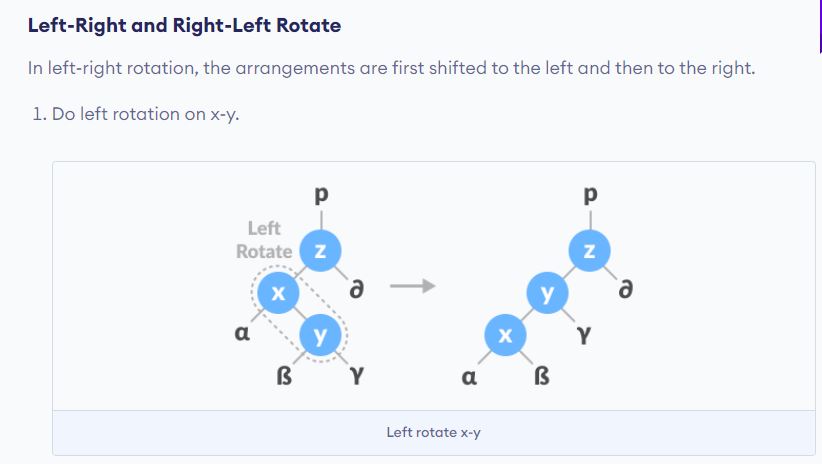 Left-Right and Right-Left Rotate
In left-right rotation, the arrangements are first shifted to the left and then to the right.
1. Do left rotation on x-y.
p
p
Left
Rotate
z
z
x
∂
y
∂
α
y
x
γ
ß
γ
α
ß
Left rotate x-y